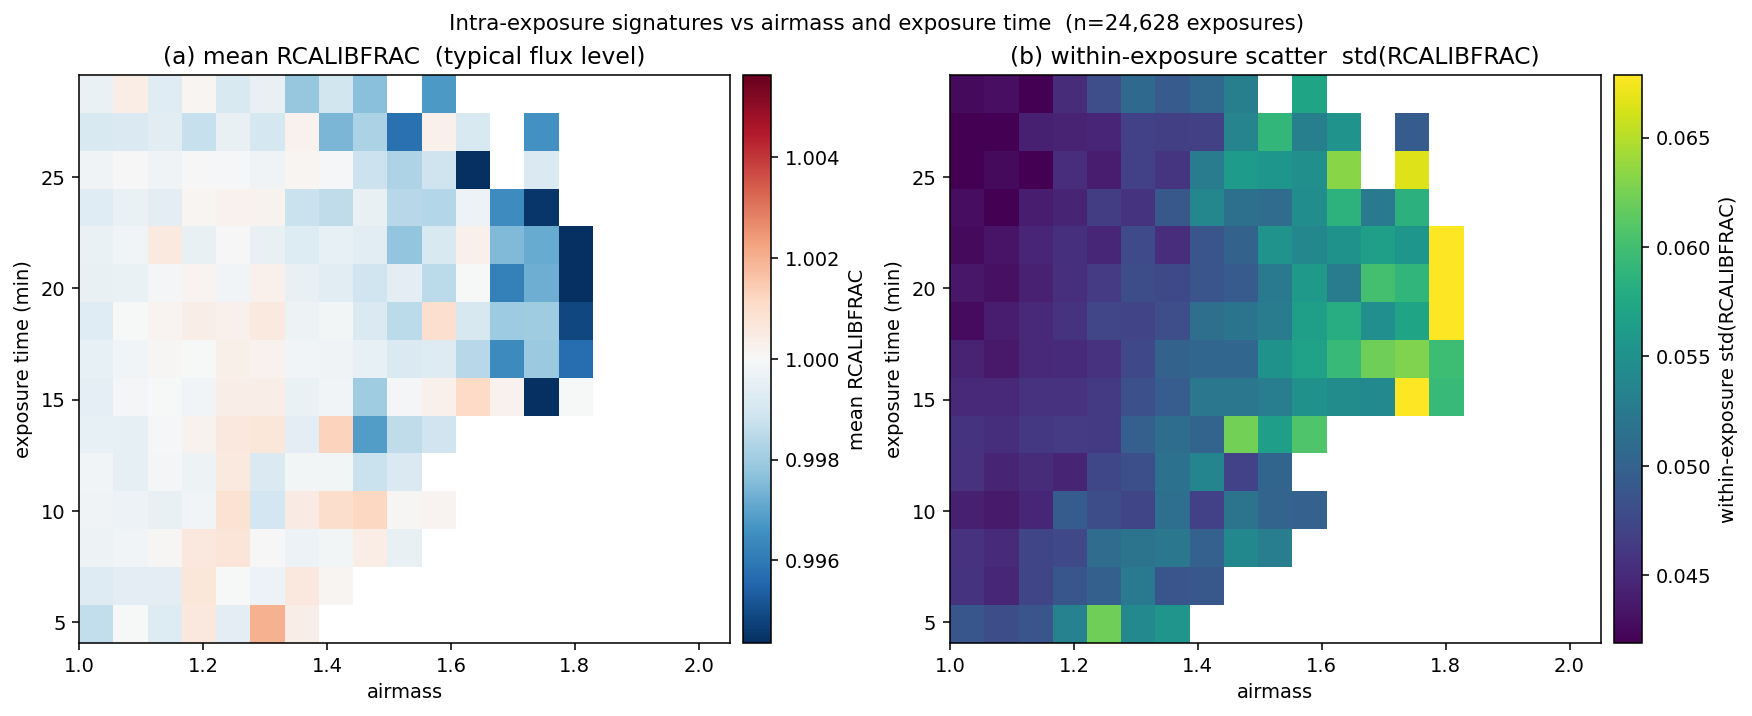 Intra-exposure signatures vs airmass and exposure time  (n=24,628 exposures)
(a) mean RCALIBFRAC  (typical flux level)
exposure time (min)
25
20
15
10
5
1.0 1.2 1.4 1.6 1.8 2.0
airmass
1.004
1.002
1.000
0.998
0.996
mean RCALIBFRAC
(b) within-exposure scatter  std(RCALIBFRAC)
exposure time (min)
25
20
15
10
5
1.0 1.2 1.4 1.6 1.8 2.0
airmass
0.065
0.060
0.055
0.050
0.045
within-exposure std(RCALIBFRAC)